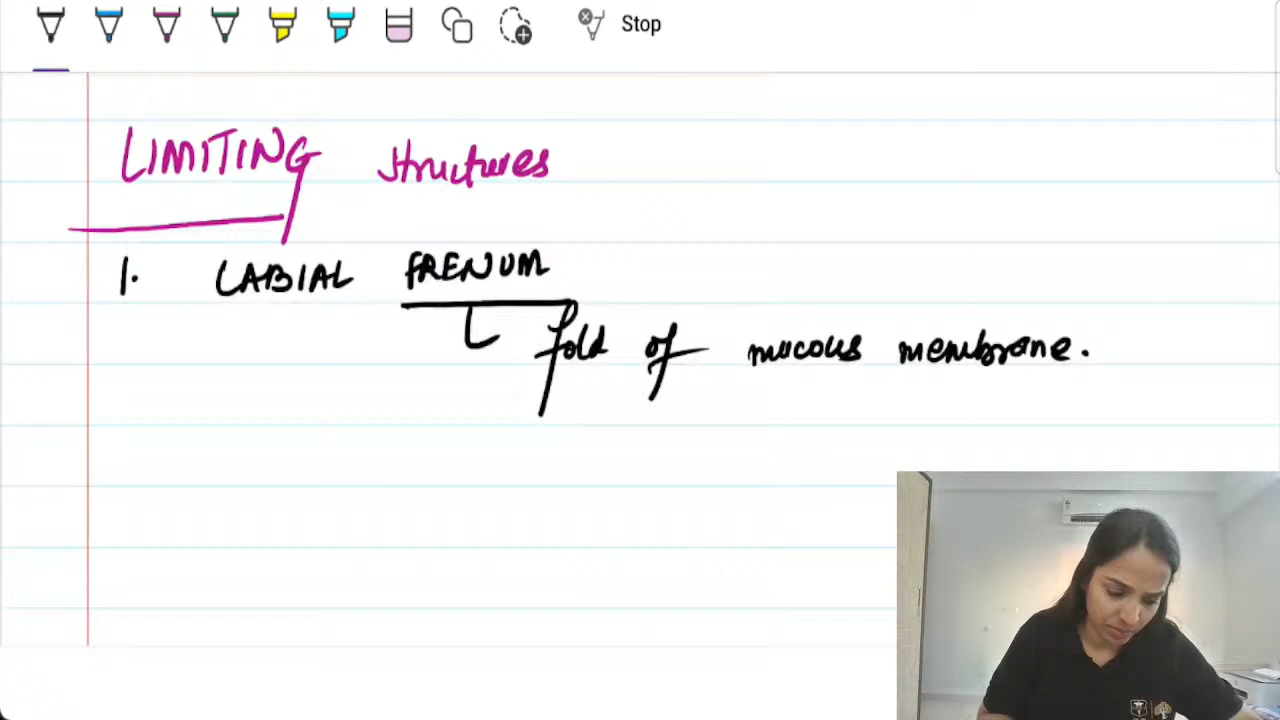 Stop
LIMITING structures
1. LABIAL FRENUM
fold of mucous membrane.